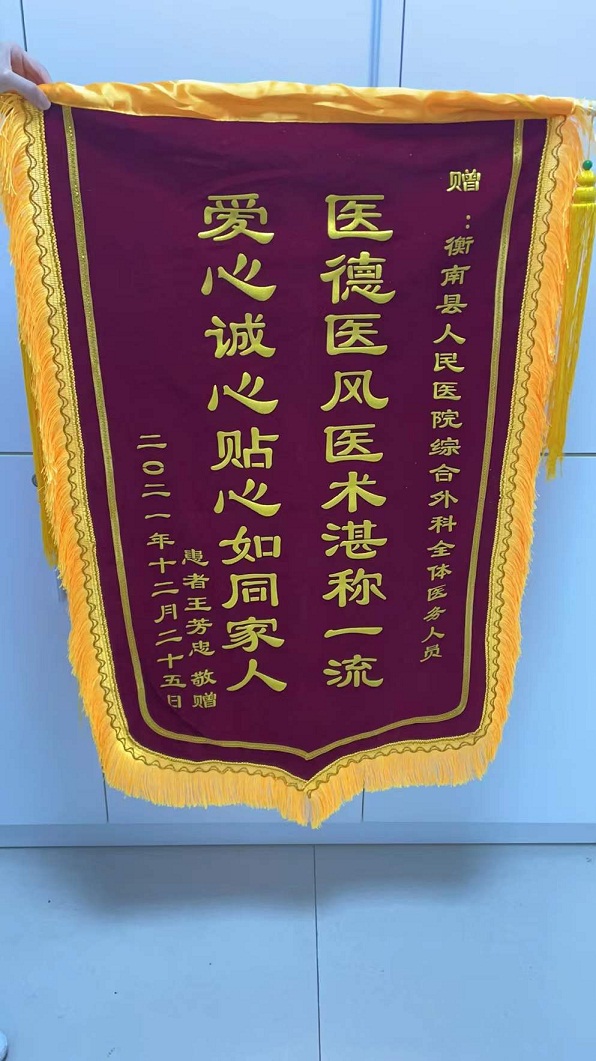 赠：衡南县人民医院综合外科全体医务人员
医德医风医术湛称一流
爱心诚心贴心如同家人
患者王芳忠 敬赠
二〇二一年十二月二十五日